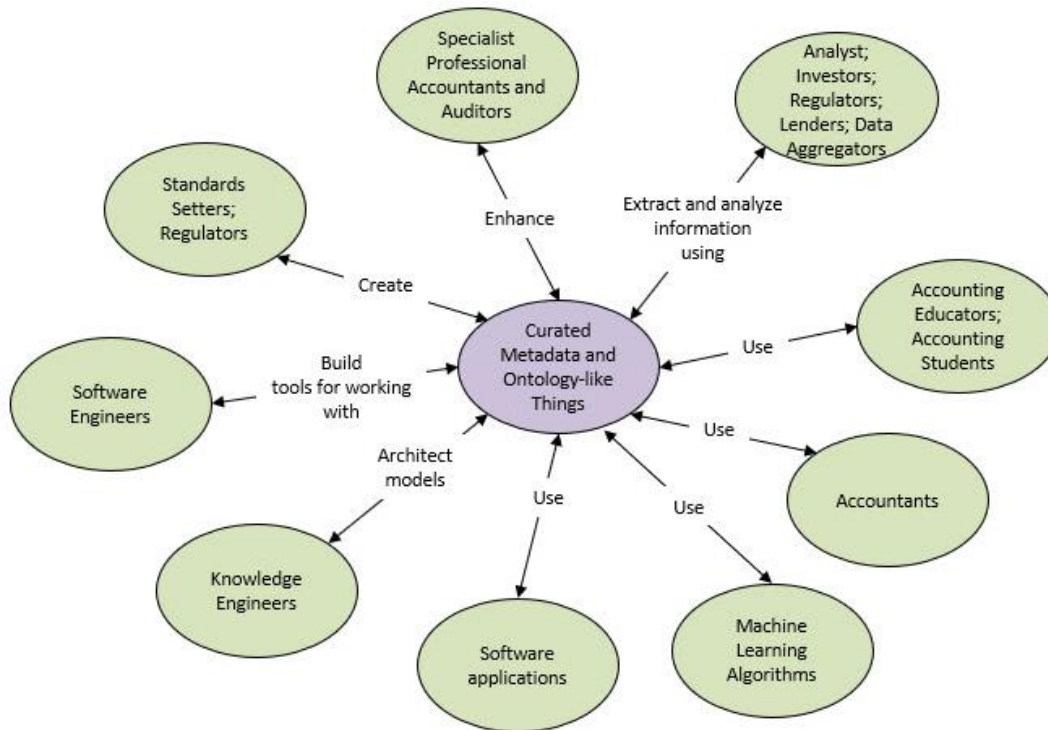 Specialist
Professional
Accountants and
Auditors
Analyst;
Investors;
Regulators;
Lenders; Data
Aggregators
Standards
Setters;
Regulators
Enhance
Extract and analyze
information
using
Create
Accounting
Educators;
Accounting
Students
Curated
Metadata and
Ontology-like
Things
Use
Build
tools for working
with
Software
Engineers
Use
Architect
models
Accountants
Use
Use
Knowledge
Engineers
Software
applications
Machine
Learning
Algorithms